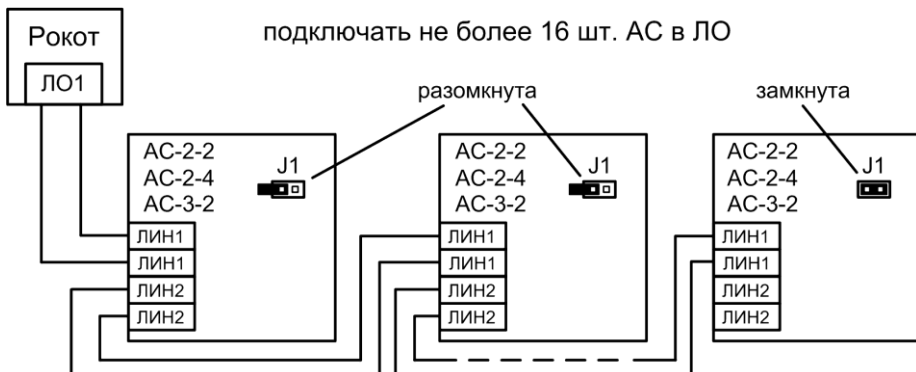 Рокот
ЛО1
подключать не более 16 шт. АС в ЛО
разомкнута
замкнута
АС-2-2
АС-2-4
АС-3-2
J1
ЛИН1
ЛИН1
ЛИН2
ЛИН2
АС-2-2
АС-2-4
АС-3-2
J1
ЛИН1
ЛИН1
ЛИН2
ЛИН2
АС-2-2
АС-2-4
АС-3-2
J1
ЛИН1
ЛИН1
ЛИН2
ЛИН2